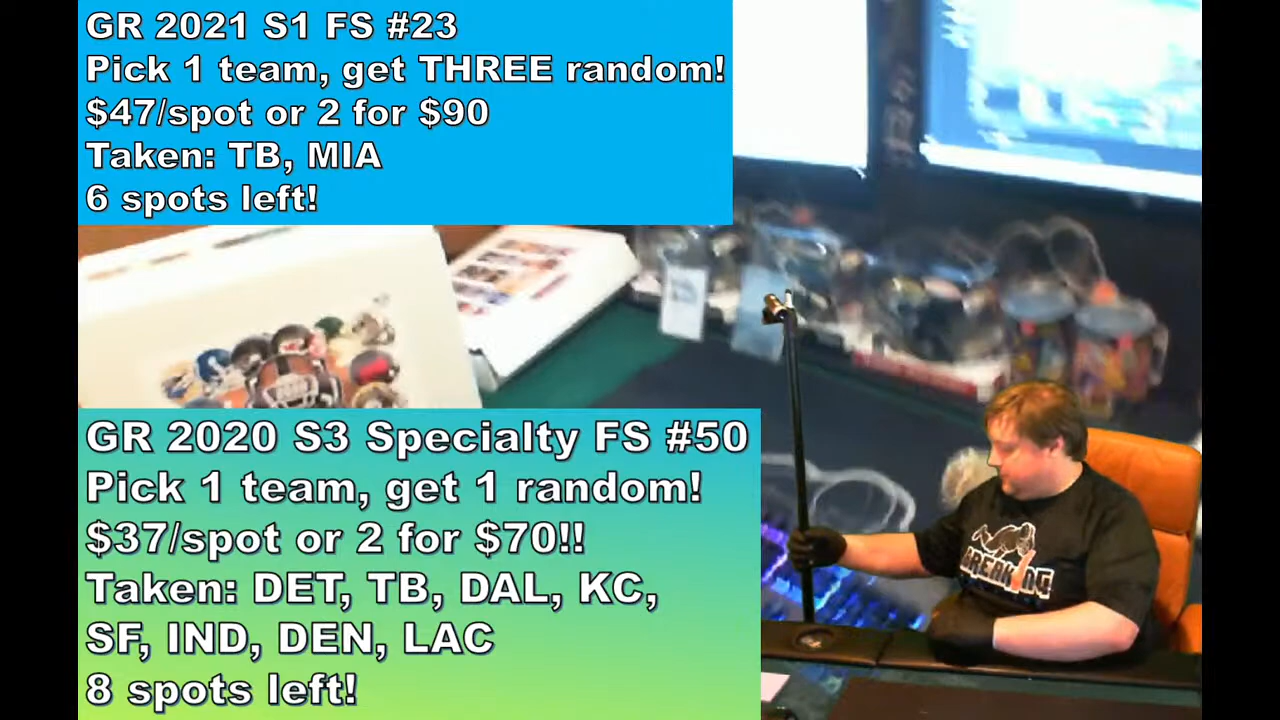 GR 2021 S1 FS #23
Pick 1 team, get THREE random!
$47/spot or 2 for $90
Taken: TB, MIA
6 spots left!
GR 2020 S3 Specialty FS #50
Pick 1 team, get 1 random!
$37/spot or 2 for $70!!
Taken: DET, TB, DAL, KC,
SF, IND, DEN, LAC
8 spots left!